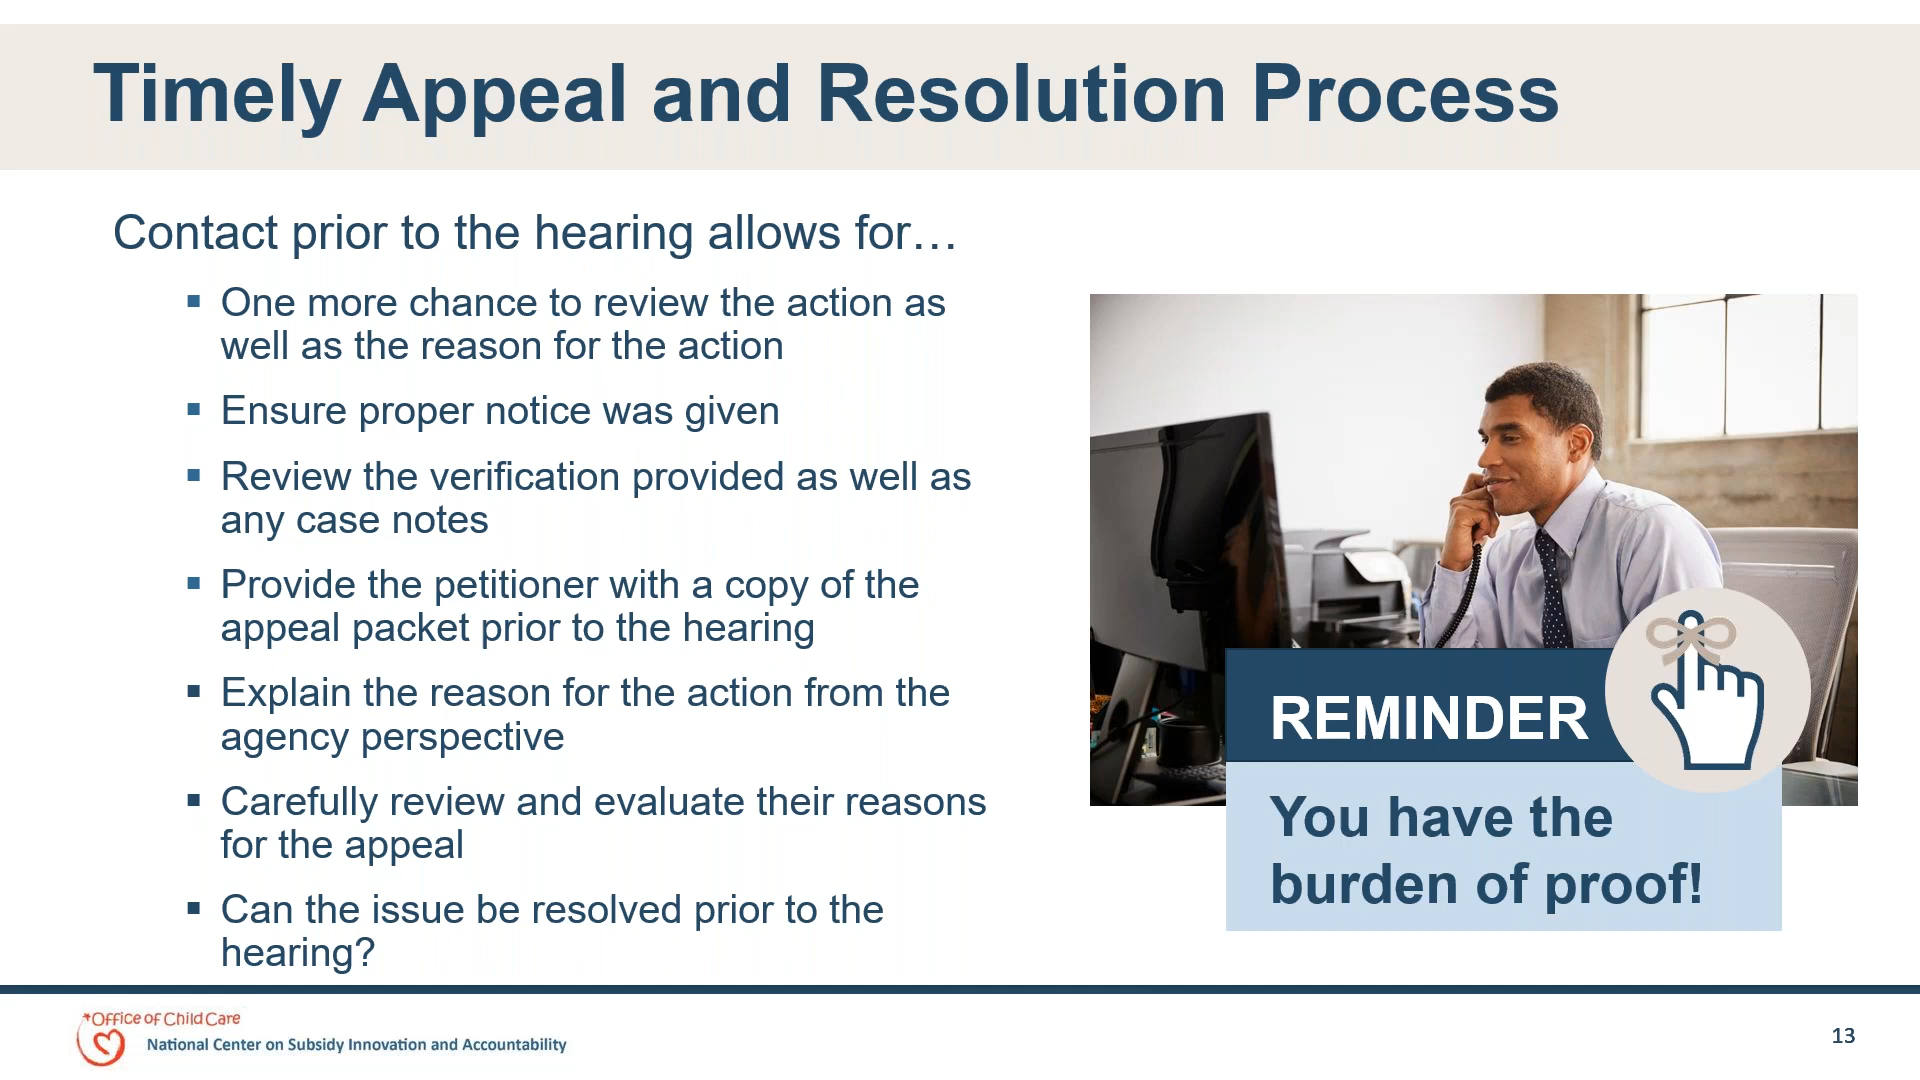 Timely Appeal and Resolution Process
Contact prior to the hearing allows for…
▪ One more chance to review the action as
well as the reason for the action
▪ Ensure proper notice was given
▪ Review the verification provided as well as
any case notes
▪ Provide the petitioner with a copy of the
appeal packet prior to the hearing
▪ Explain the reason for the action from the
agency perspective
▪ Carefully review and evaluate their reasons
for the appeal
▪ Can the issue be resolved prior to the
hearing?
REMINDER
You have the
burden of proof!
Office of Child Care
National Center on Subsidy Innovation and Accountability
13